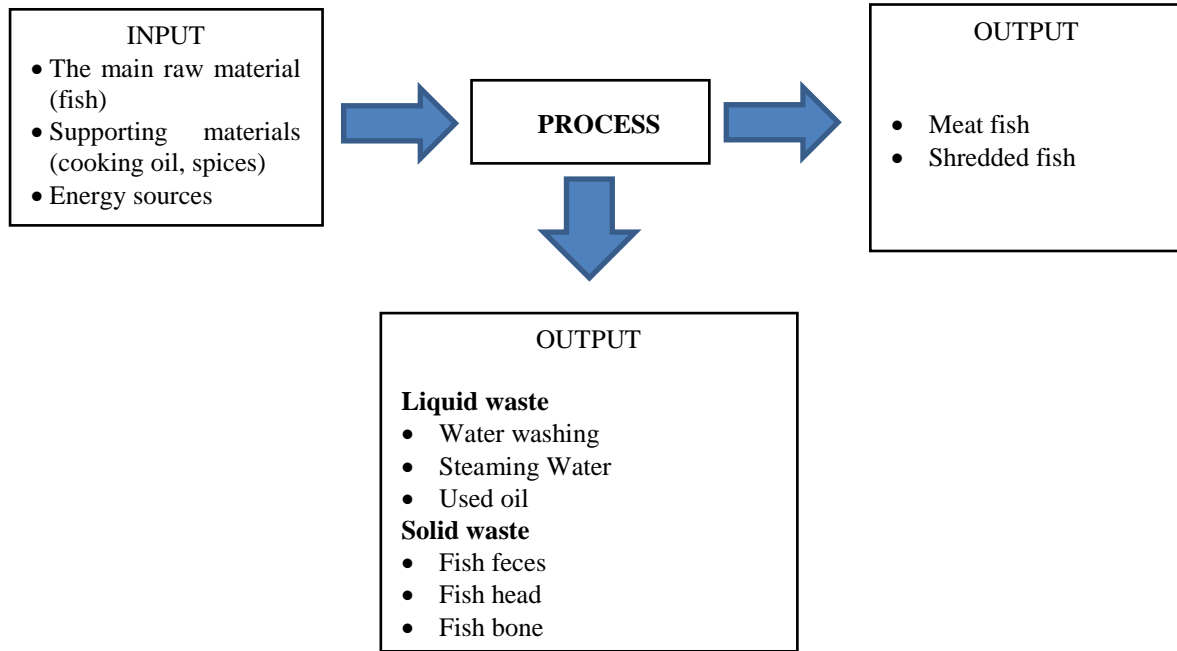 INPUT
• The main raw material
(fish)
• Supporting materials
(cooking oil, spices)
• Energy sources
PROCESS
OUTPUT
• Meat fish
• Shredded fish
OUTPUT
Liquid waste
• Water washing
• Steaming Water
• Used oil
Solid waste
• Fish feces
• Fish head
• Fish bone